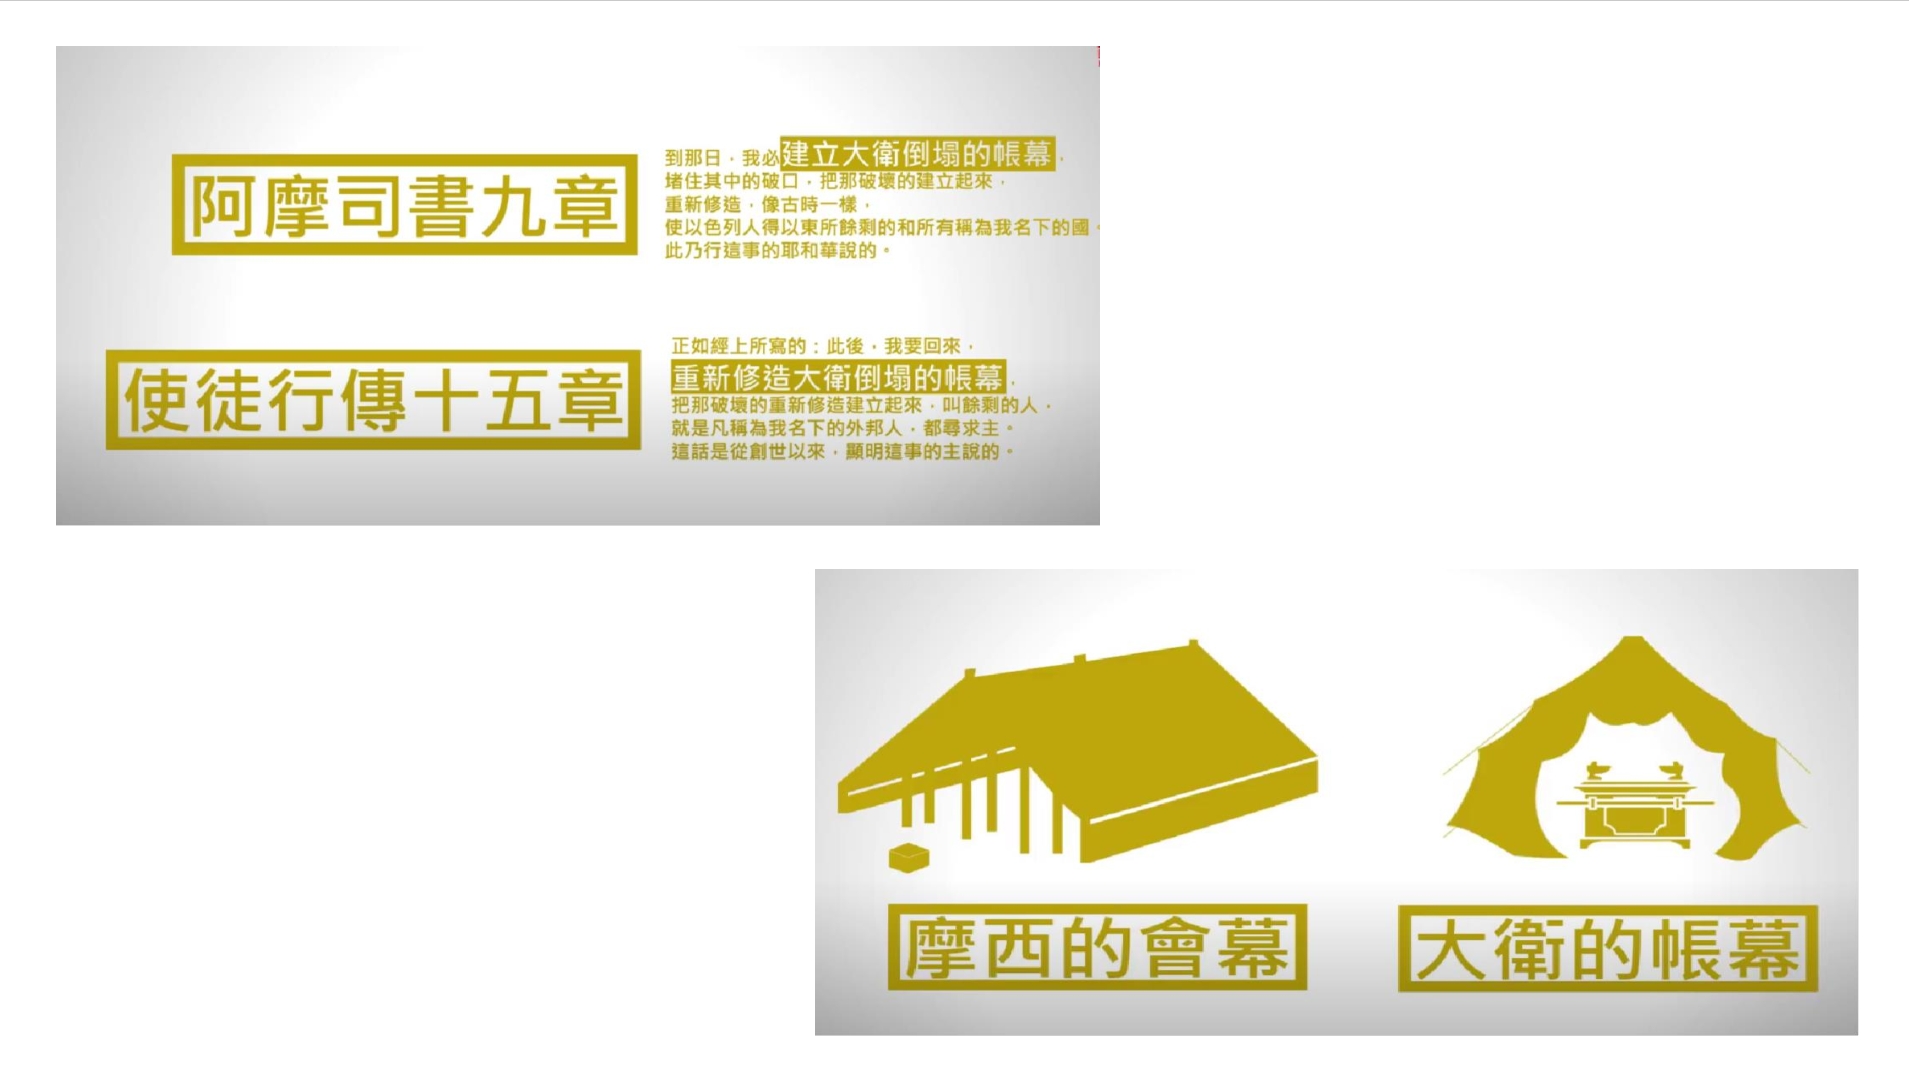 阿摩司書九章
到那日，我必建立大衛倒塌的帳幕，
堵住其中的破口，把那破壞的建立起來，
重新修造，像古時一樣，
使以色列人得以東所餘剩的和所有稱為我名下的國。
此乃行這事的耶和華說的。
使徒行傳十五章
正如經上所寫的：此後，我要回來，
重新修造大衛倒塌的帳幕，
把那破壞的重新修造建立起來，叫餘剩的人，
就是凡稱為我名下的外邦人，都尋求主。
這話是從創世以來，顯明這事的主說的。
摩西的會幕
大衛的帳幕